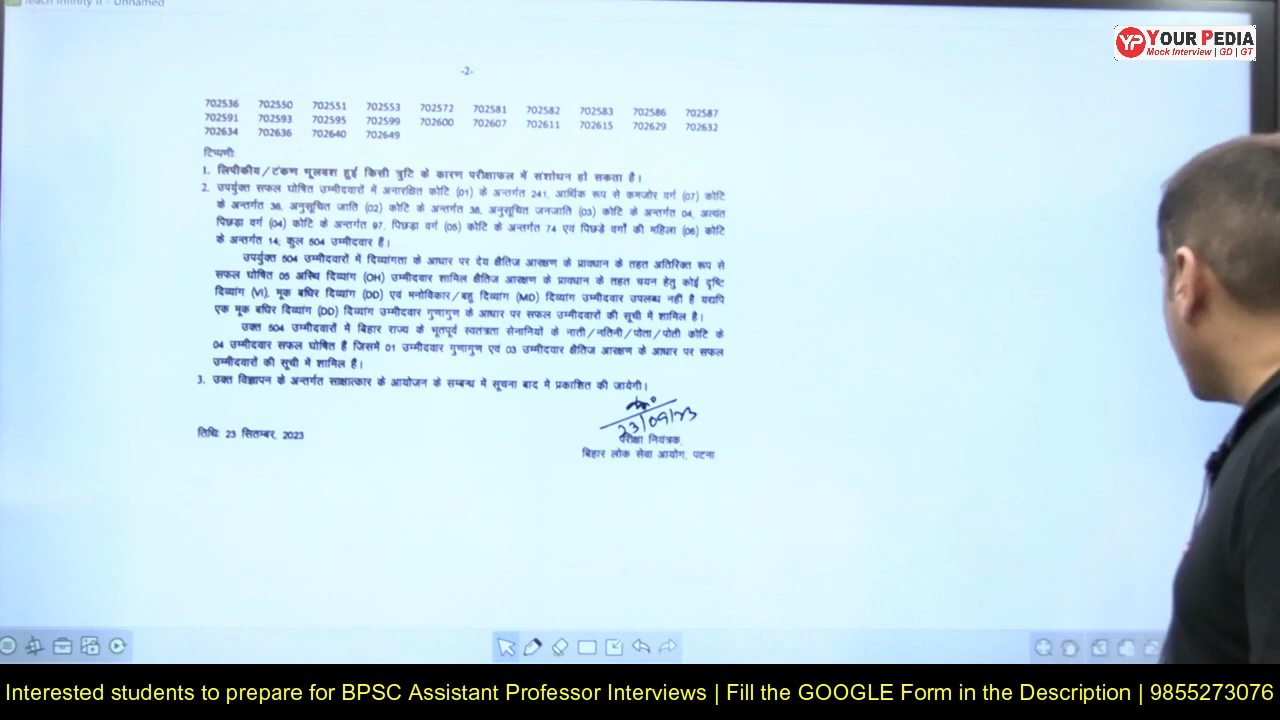 Teach Infinity II - Unnamed
YP YOUR PEDIA
Mock Interview | GD | GT
-2-
702536 702550 702551 702553 702572 702581 702582 702583 702586 702587
702591 702593 702595 702599 702600 702607 702611 702615 702629 702632
702634 702636 702640 702649
टिप्पणी:
1. लिपीकीय/टंकण भूलवश हुई किसी त्रुटि के कारण परीक्षाफल में संशोधन हो सकता है।
2. उपर्युक्त सफल घोषित उम्मीदवारों में अनारक्षित कोटि (01) के अन्तर्गत 241, आर्थिक रूप से कमजोर वर्ग (07) कोटि
के अन्तर्गत 36, अनुसूचित जाति (02) कोटि के अन्तर्गत 38, अनुसूचित जनजाति (03) कोटि के अन्तर्गत 04, अत्यंत
पिछड़ा वर्ग (04) कोटि के अन्तर्गत 97, पिछड़ा वर्ग (05) कोटि के अन्तर्गत 74 एवं पिछड़े वर्गों की महिला (06) कोटि
के अन्तर्गत 14, कुल 504 उम्मीदवार है।
उपर्युक्त 504 उम्मीदवारों में दिव्यांगता के आधार पर देय क्षैतिज आरक्षण के प्रावधान के तहत अतिरिक्त रूप से
सफल घोषित 05 अस्थि दिव्यांग (OH) उम्मीदवार शामिल क्षैतिज आरक्षण के प्रावधान के तहत चयन हेतु कोई दृष्टि
दिव्यांग (VI), मूक बधिर दिव्यांग (DD) एवं मनोविकार/बहु दिव्यांग (MD) दिव्यांग उम्मीदवार उपलब्ध नही है यद्यपि
एक मूक बधिर दिव्यांग (DD) दिव्यांग उम्मीदवार गुणागुण के आधार पर सफल उम्मीदवारों की सूची में शामिल है।
उक्त 504 उम्मीदवारों में बिहार राज्य के भूतपूर्व स्वतंत्रता सेनानियों के नाती/नतिनी/पोता/पोती कोटि के
04 उम्मीदवार सफल घोषित है जिसमें 01 उम्मीदवार गुणागुण एवं 03 उम्मीदवार क्षैतिज आरक्षण के आधार पर सफल
उम्मीदवारों की सूची में शामिल हैं।
3. उक्त विज्ञापन के अन्तर्गत साक्षात्कार के आयोजन के सम्बन्ध में सूचना बाद में प्रकाशित की जायेगी।
23/09/23
तिथि: 23 सितम्बर, 2023
परीक्षा नियंत्रक,
बिहार लोक सेवा आयोग, पटना
Interested students to prepare for BPSC Assistant Professor Interviews | Fill the GOOGLE Form in the Description | 9855273076